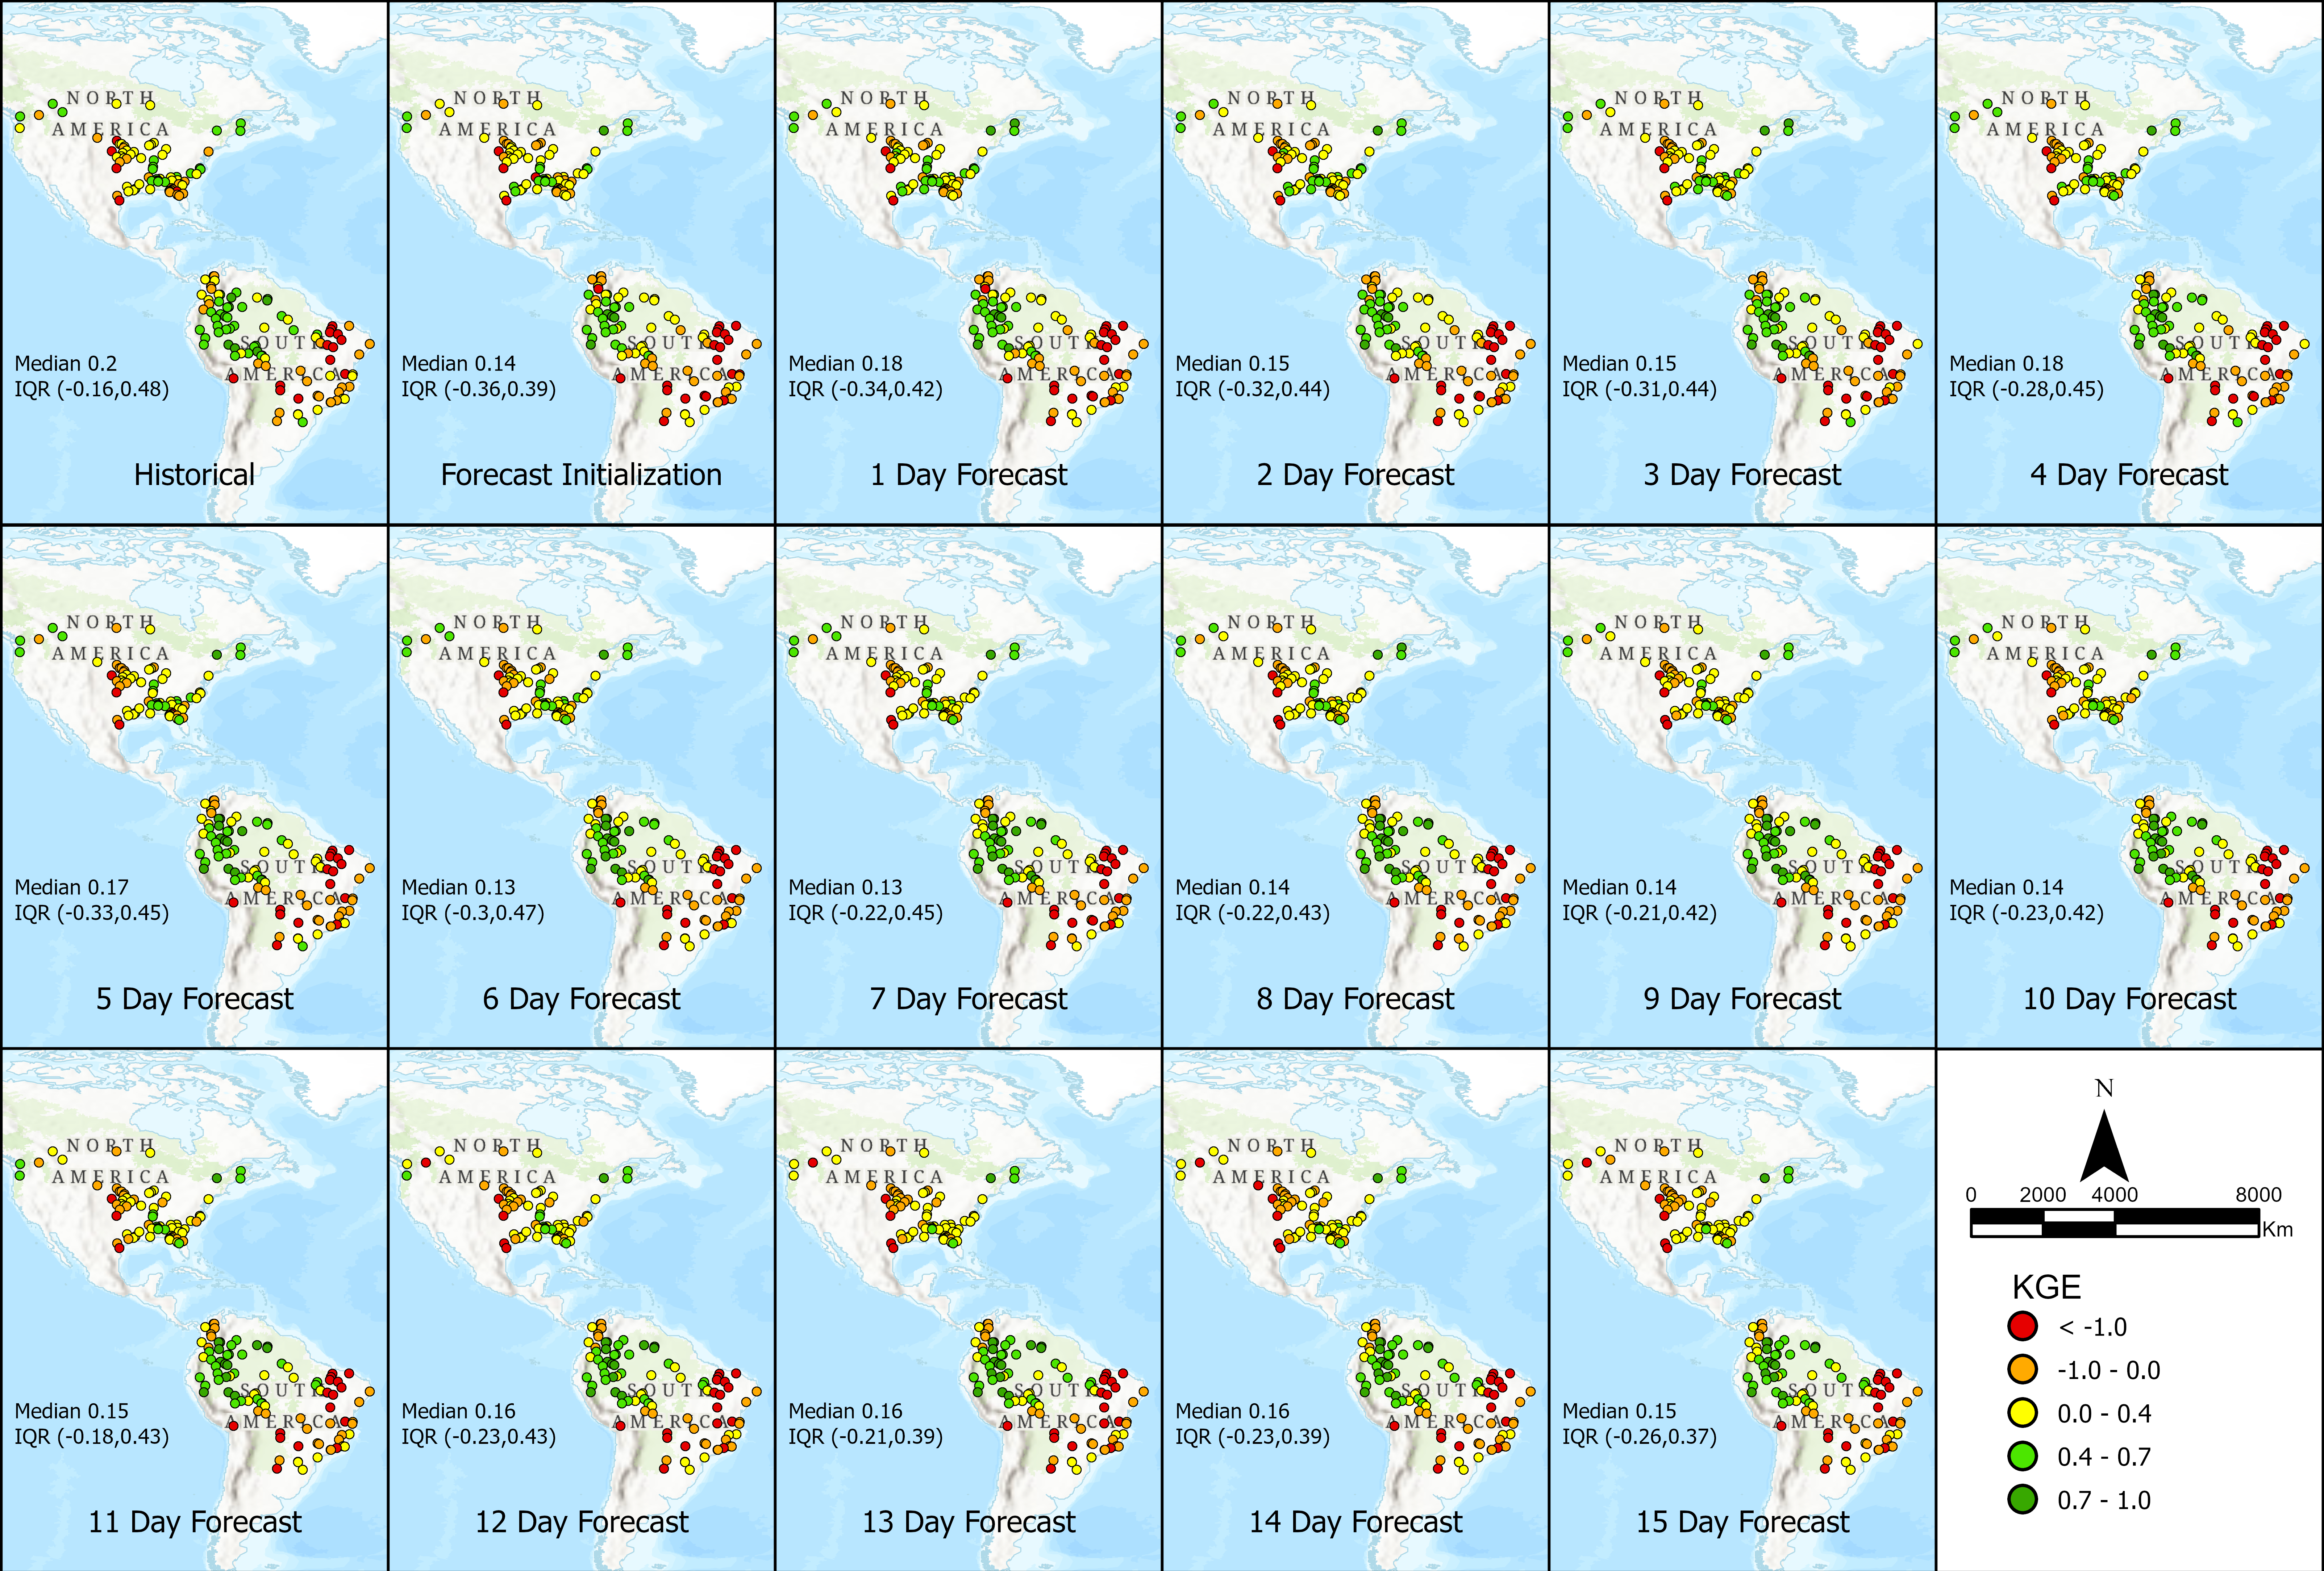 NORTH
AMERICA
SOUTH
AMERICA
Median 0.2
IQR (-0.16,0.48)
Historical
NORTH
AMERICA
SOUTH
AMERICA
Median 0.14
IQR (-0.36,0.39)
Forecast Initialization
NORTH
AMERICA
SOUTH
AMERICA
Median 0.18
IQR (-0.34,0.42)
1 Day Forecast
NORTH
AMERICA
SOUTH
AMERICA
Median 0.15
IQR (-0.32,0.44)
2 Day Forecast
NORTH
AMERICA
SOUTH
AMERICA
Median 0.15
IQR (-0.31,0.44)
3 Day Forecast
NORTH
AMERICA
SOUTH
AMERICA
Median 0.18
IQR (-0.28,0.45)
4 Day Forecast
NORTH
AMERICA
SOUTH
AMERICA
Median 0.17
IQR (-0.33,0.45)
5 Day Forecast
NORTH
AMERICA
SOUTH
AMERICA
Median 0.13
IQR (-0.3,0.47)
6 Day Forecast
NORTH
AMERICA
SOUTH
AMERICA
Median 0.13
IQR (-0.22,0.45)
7 Day Forecast
NORTH
AMERICA
SOUTH
AMERICA
Median 0.14
IQR (-0.22,0.43)
8 Day Forecast
NORTH
AMERICA
SOUTH
AMERICA
Median 0.14
IQR (-0.21,0.42)
9 Day Forecast
NORTH
AMERICA
SOUTH
AMERICA
Median 0.14
IQR (-0.23,0.42)
10 Day Forecast
NORTH
AMERICA
SOUTH
AMERICA
Median 0.15
IQR (-0.18,0.43)
11 Day Forecast
NORTH
AMERICA
SOUTH
AMERICA
Median 0.16
IQR (-0.23,0.43)
12 Day Forecast
NORTH
AMERICA
SOUTH
AMERICA
Median 0.16
IQR (-0.21,0.39)
13 Day Forecast
NORTH
AMERICA
SOUTH
AMERICA
Median 0.16
IQR (-0.23,0.39)
14 Day Forecast
NORTH
AMERICA
SOUTH
AMERICA
Median 0.15
IQR (-0.26,0.37)
15 Day Forecast
N
0 2000 4000 8000
Km
KGE
< -1.0
-1.0 - 0.0
0.0 - 0.4
0.4 - 0.7
0.7 - 1.0